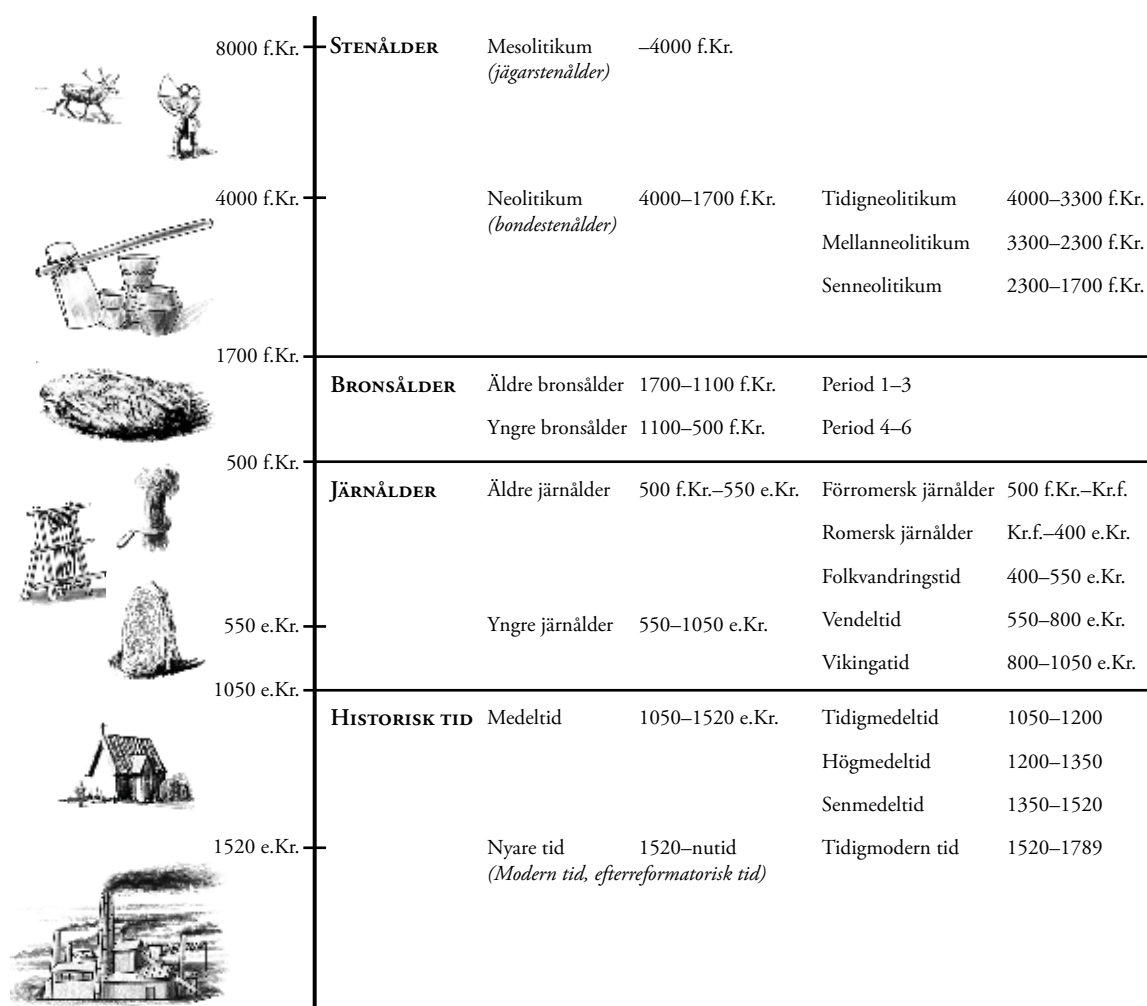 8000 f.Kr. STENÅLDER Mesolitikum –4000 f.Kr.
(jägarstenålder)
4000 f.Kr. Neolitikum 4000–1700 f.Kr. Tidigneolitikum 4000–3300 f.Kr.
(bondestenålder)
Mellanneolitikum 3300–2300 f.Kr.
Senneolitikum 2300–1700 f.Kr.
1700 f.Kr.
BRONSÅLDER Äldre bronsålder 1700–1100 f.Kr. Period 1–3
Yngre bronsålder 1100–500 f.Kr. Period 4–6
500 f.Kr.
JÄRNÅLDER Äldre järnålder 500 f.Kr.–550 e.Kr. Förromersk järnålder 500 f.Kr.–Kr.f.
Romersk järnålder Kr.f.–400 e.Kr.
Folkvandringstid 400–550 e.Kr.
550 e.Kr. Yngre järnålder 550–1050 e.Kr. Vendeltid 550–800 e.Kr.
Vikingatid 800–1050 e.Kr.
1050 e.Kr.
HISTORISK TID Medeltid 1050–1520 e.Kr. Tidigmedeltid 1050–1200
Högmedeltid 1200–1350
Senmedeltid 1350–1520
1520 e.Kr. Nyare tid 1520–nutid Tidigmodern tid 1520–1789
(Modern tid, efterreformatorisk tid)